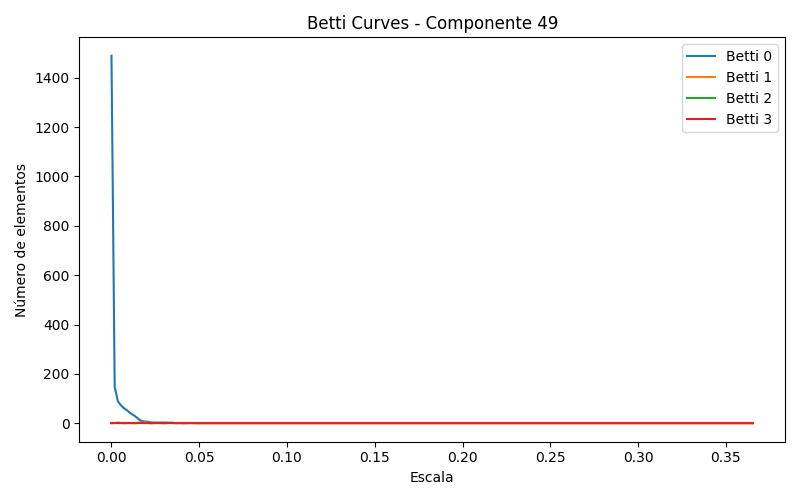 Betti Curves - Componente 49
Betti 0
Betti 1
Betti 2
Betti 3
Número de elementos
1400
1200
1000
800
600
400
200
0
0.00 0.05 0.10 0.15 0.20 0.25 0.30 0.35
Escala